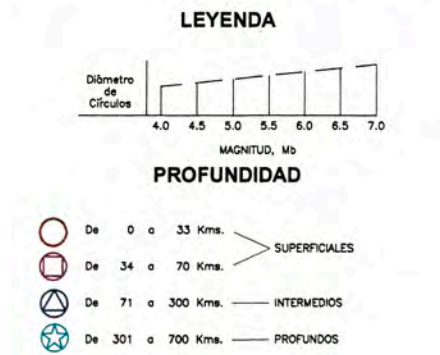 LEYENDA
Diámetro
de
Círculos
4.0 4.5 5.0 5.5 6.0 6.5 7.0
MAGNITUD, Mb
PROFUNDIDAD
De 0 a 33 Kms.
SUPERFICIALES
De 34 a 70 Kms.
De 71 a 300 Kms. INTERMEDIOS
De 301 a 700 Kms. PROFUNDOS